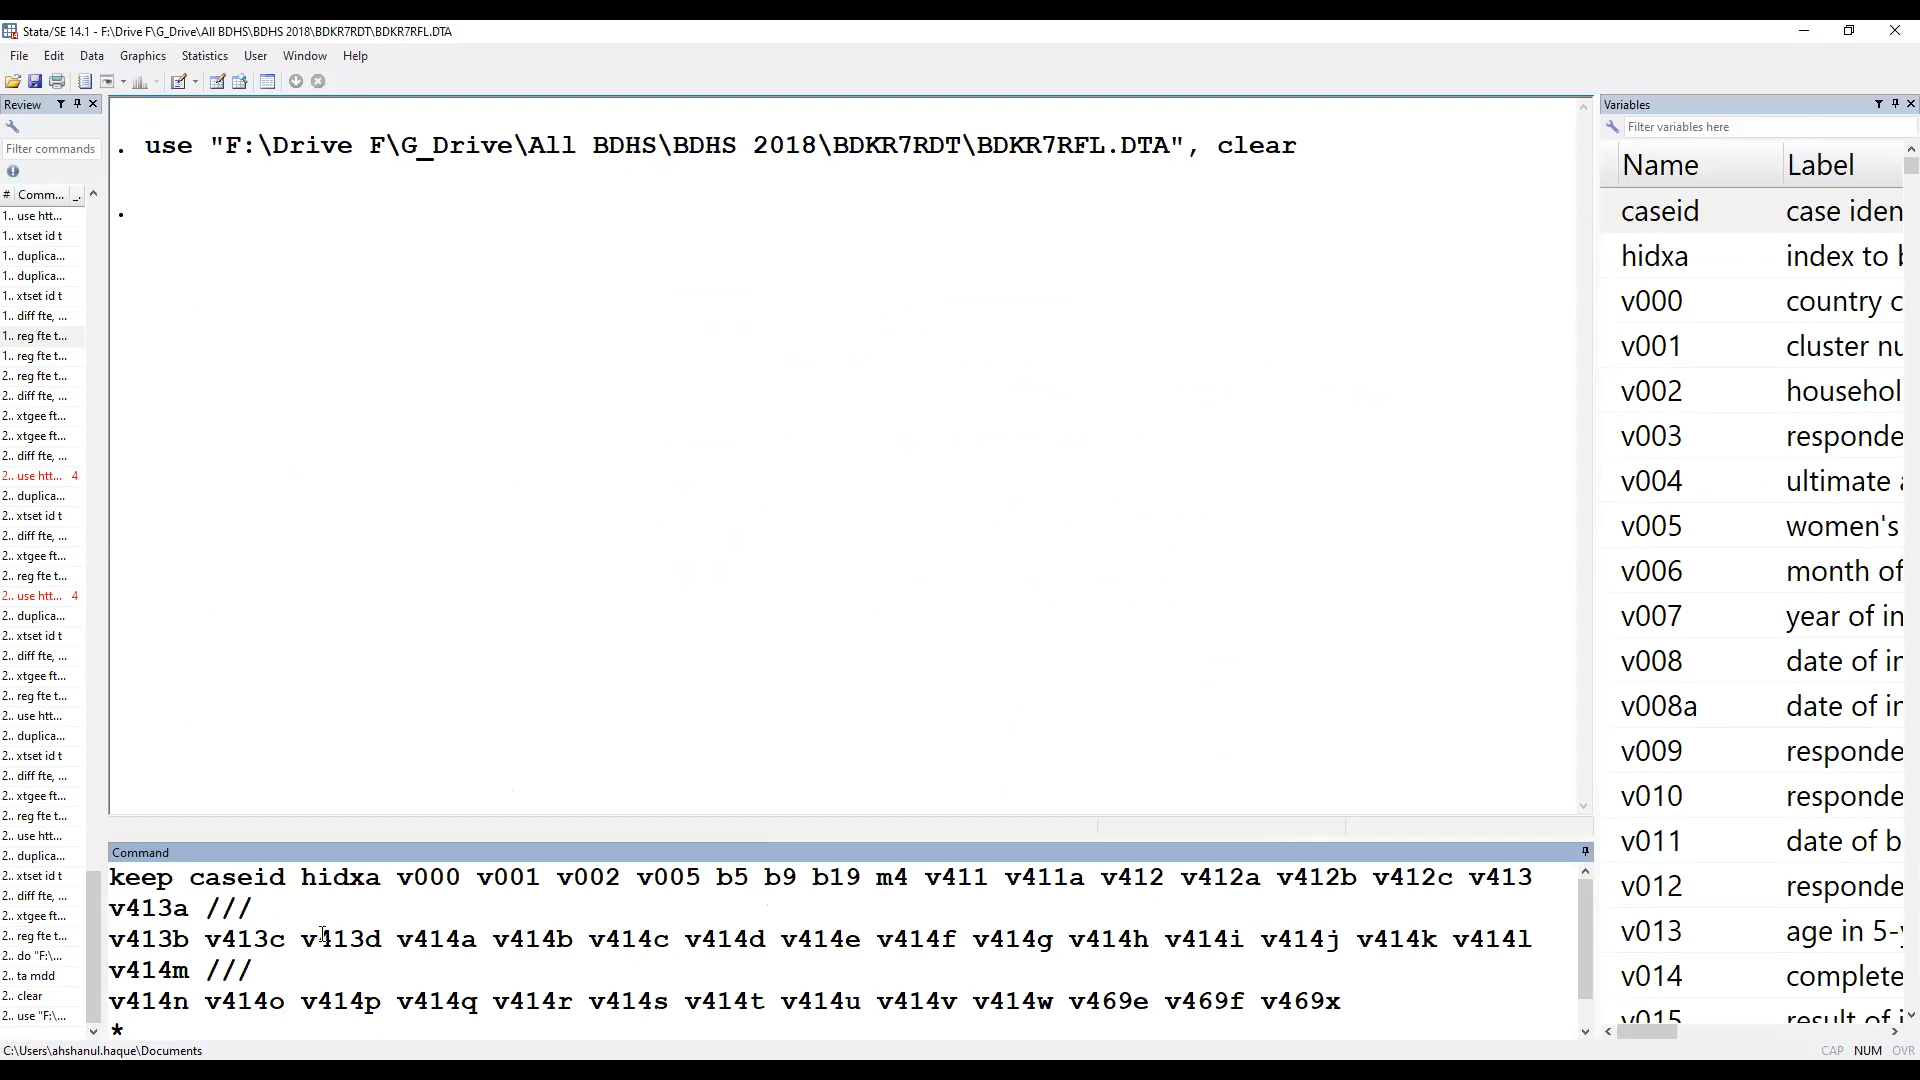 Stata/SE 14.1 - F:\Drive F\G_Drive\All BDHS\BDHS 2018\BDKR7RDT\BDKR7RFL.DTA
File Edit Data Graphics Statistics User Window Help
Review
Filter commands
# Comm... _.
1.. use htt...
1.. xtset id t
1.. duplica...
1.. duplica...
1.. xtset id t
1.. diff fte, ...
1.. reg fte t...
1.. reg fte t...
2.. reg fte t...
2.. diff fte, ...
2.. xtgee ft...
2.. xtgee ft...
2.. diff fte, ...
2.. use htt... 4
2.. duplica...
2.. xtset id t
2.. diff fte, ...
2.. xtgee ft...
2.. reg fte t...
2.. use htt... 4
2.. duplica...
2.. xtset id t
2.. diff fte, ...
2.. xtgee ft...
2.. reg fte t...
2.. use htt...
2.. duplica...
2.. xtset id t
2.. diff fte, ...
2.. xtgee ft...
2.. reg fte t...
2.. use htt...
2.. duplica...
2.. xtset id t
2.. diff fte, ...
2.. xtgee ft...
2.. reg fte t...
2.. do "F:\...
2.. ta mdd
2.. clear
2.. use "F:\...
. use "F:\Drive F\G_Drive\All BDHS\BDHS 2018\BDKR7RDT\BDKR7RFL.DTA", clear
.
Command
keep caseid hidxa v000 v001 v002 v005 b5 b9 b19 m4 v411 v411a v412 v412a v412b v412c v413
v413a ///
v413b v413c v413d v414a v414b v414c v414d v414e v414f v414g v414h v414i v414j v414k v414l
v414m ///
v414n v414o v414p v414q v414r v414s v414t v414u v414v v414w v469e v469f v469x
*
Variables
Filter variables here
Name Label
caseid case iden
hidxa index to b
v000 country c
v001 cluster nu
v002 househol
v003 responde
v004 ultimate a
v005 women's
v006 month of
v007 year of in
v008 date of in
v008a date of in
v009 responde
v010 responde
v011 date of b
v012 responde
v013 age in 5-y
v014 complete
v015 result of i
C:\Users\ahshanul.haque\Documents
CAP NUM OVR